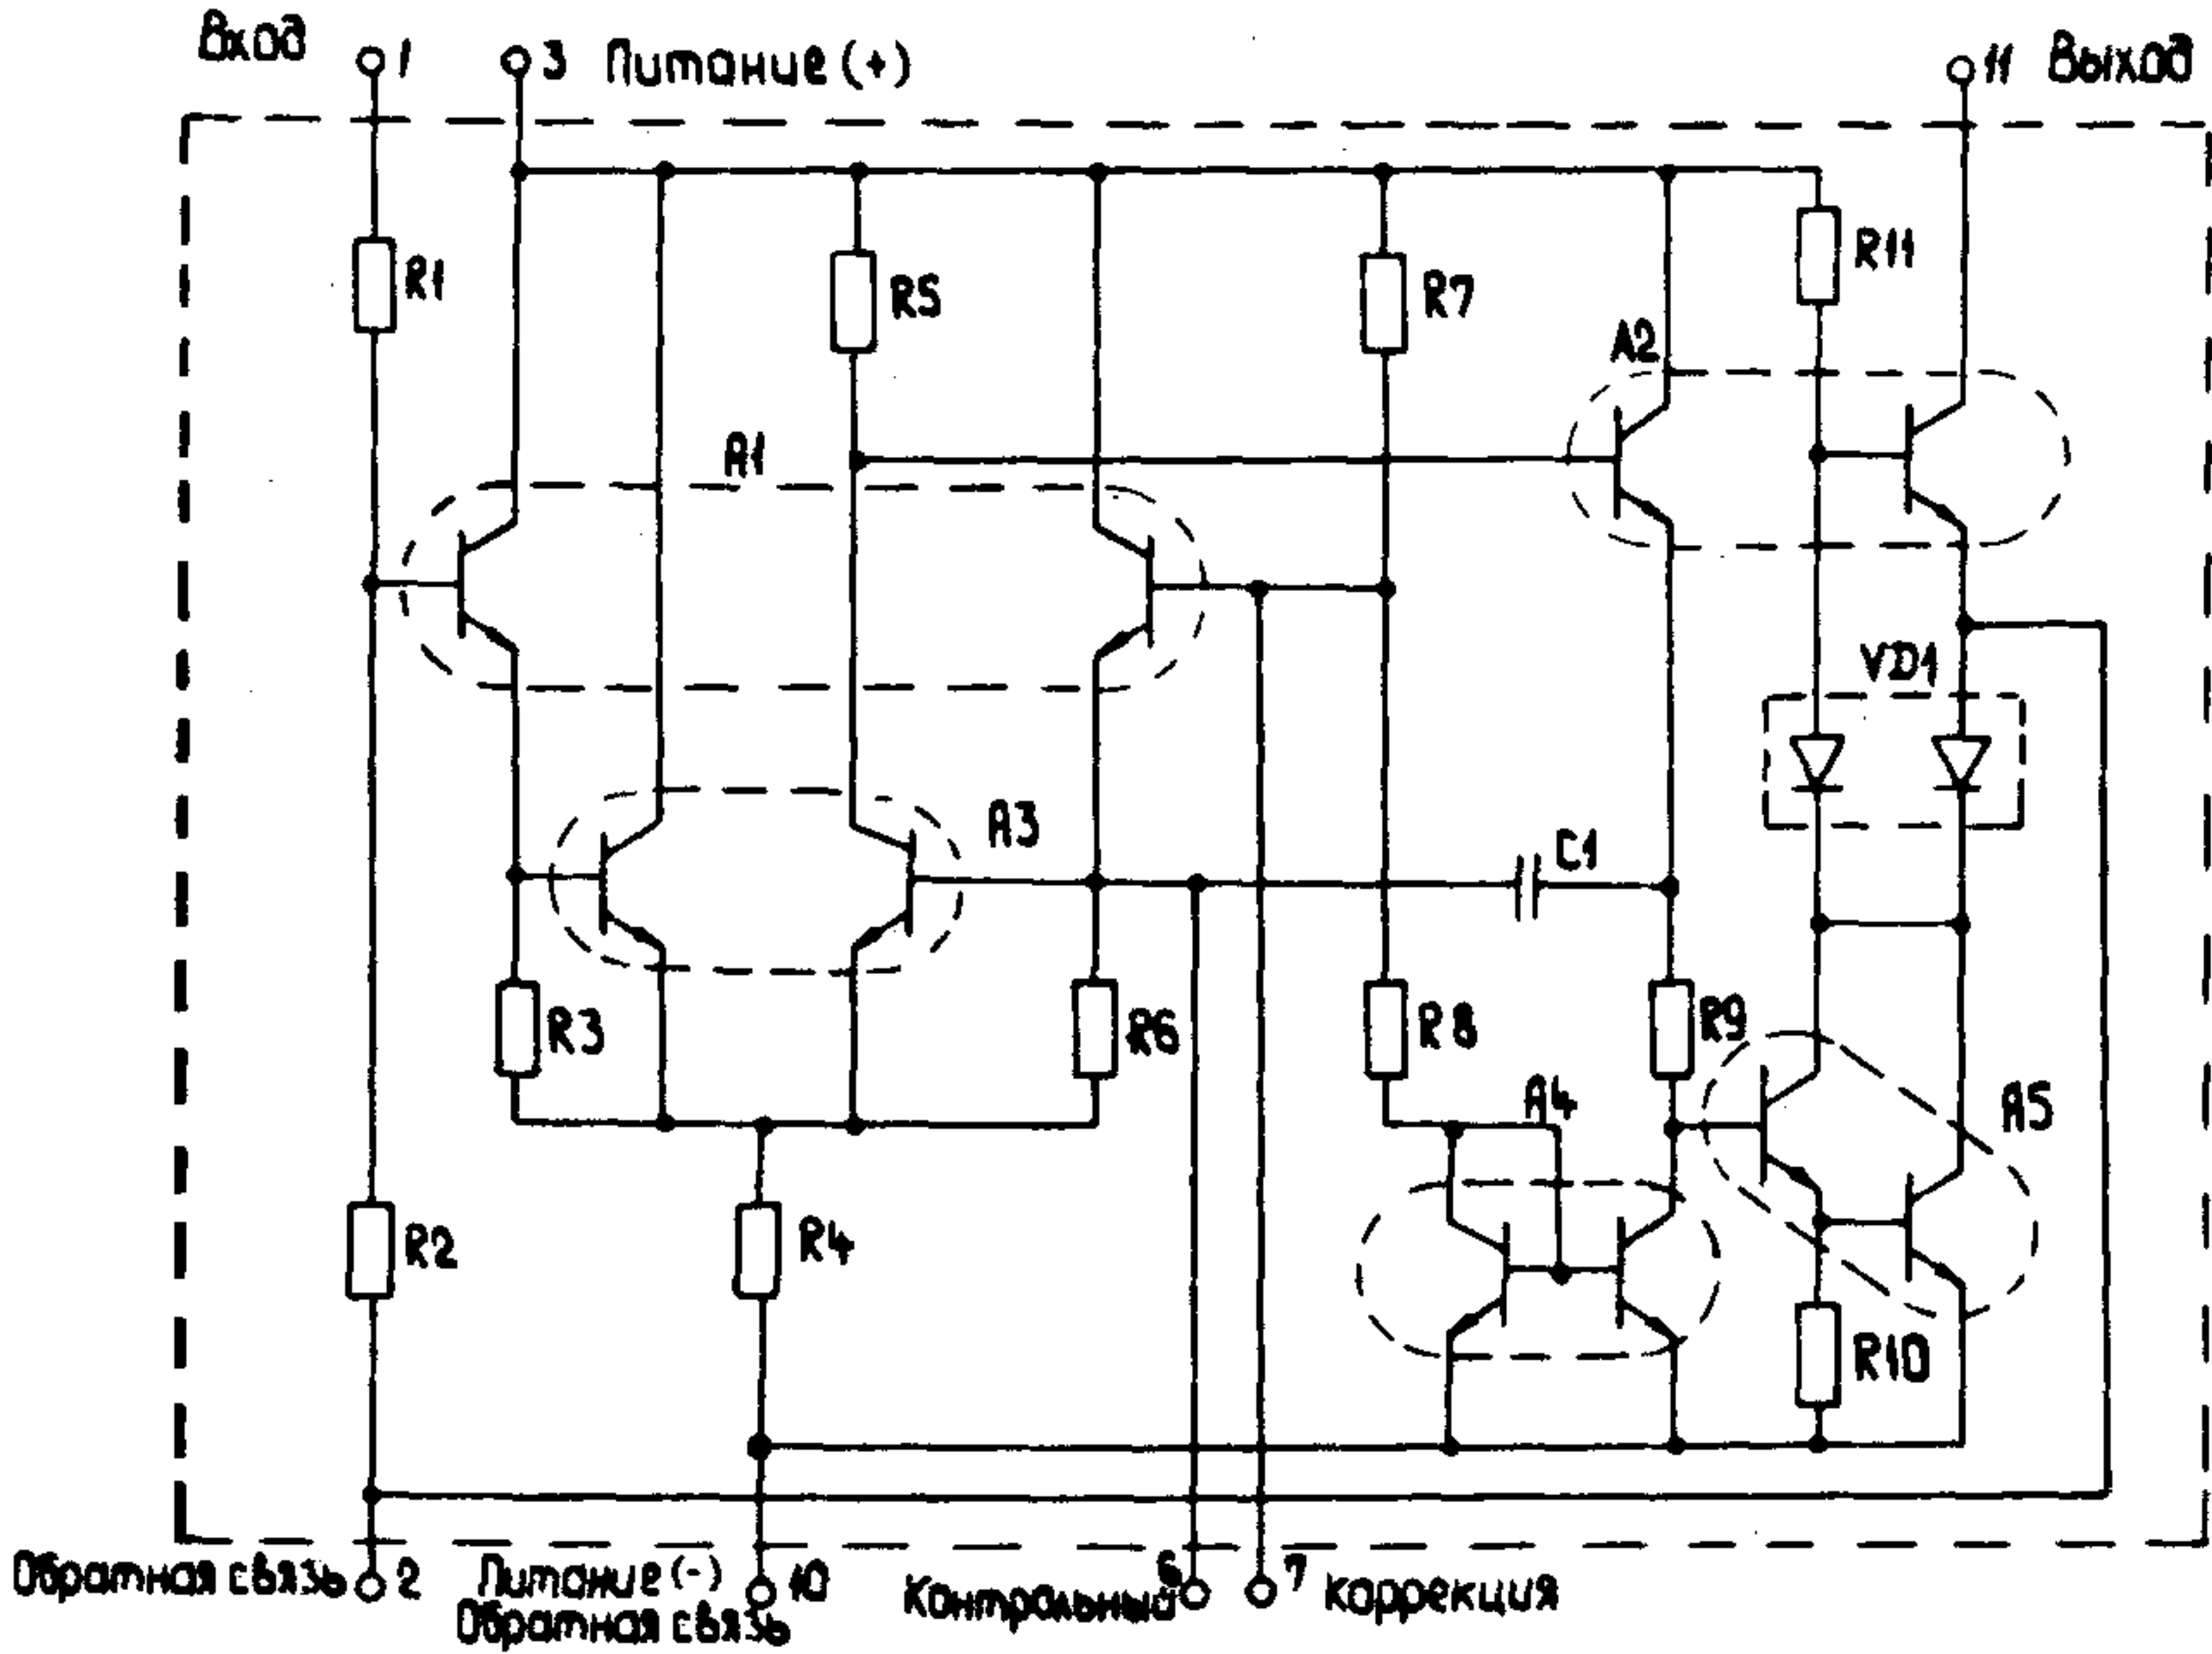 Вход
1
3 Питание (+)
11 Выход
R1
R5
R7
R11
A2
A1
VD1
A3
C1
R3
R6
R8
R9
A4
A5
R2
R4
R10
Обратная связь 2
Питание (-)
Обратная связь
10
Контрольный 6
7 Коррекция